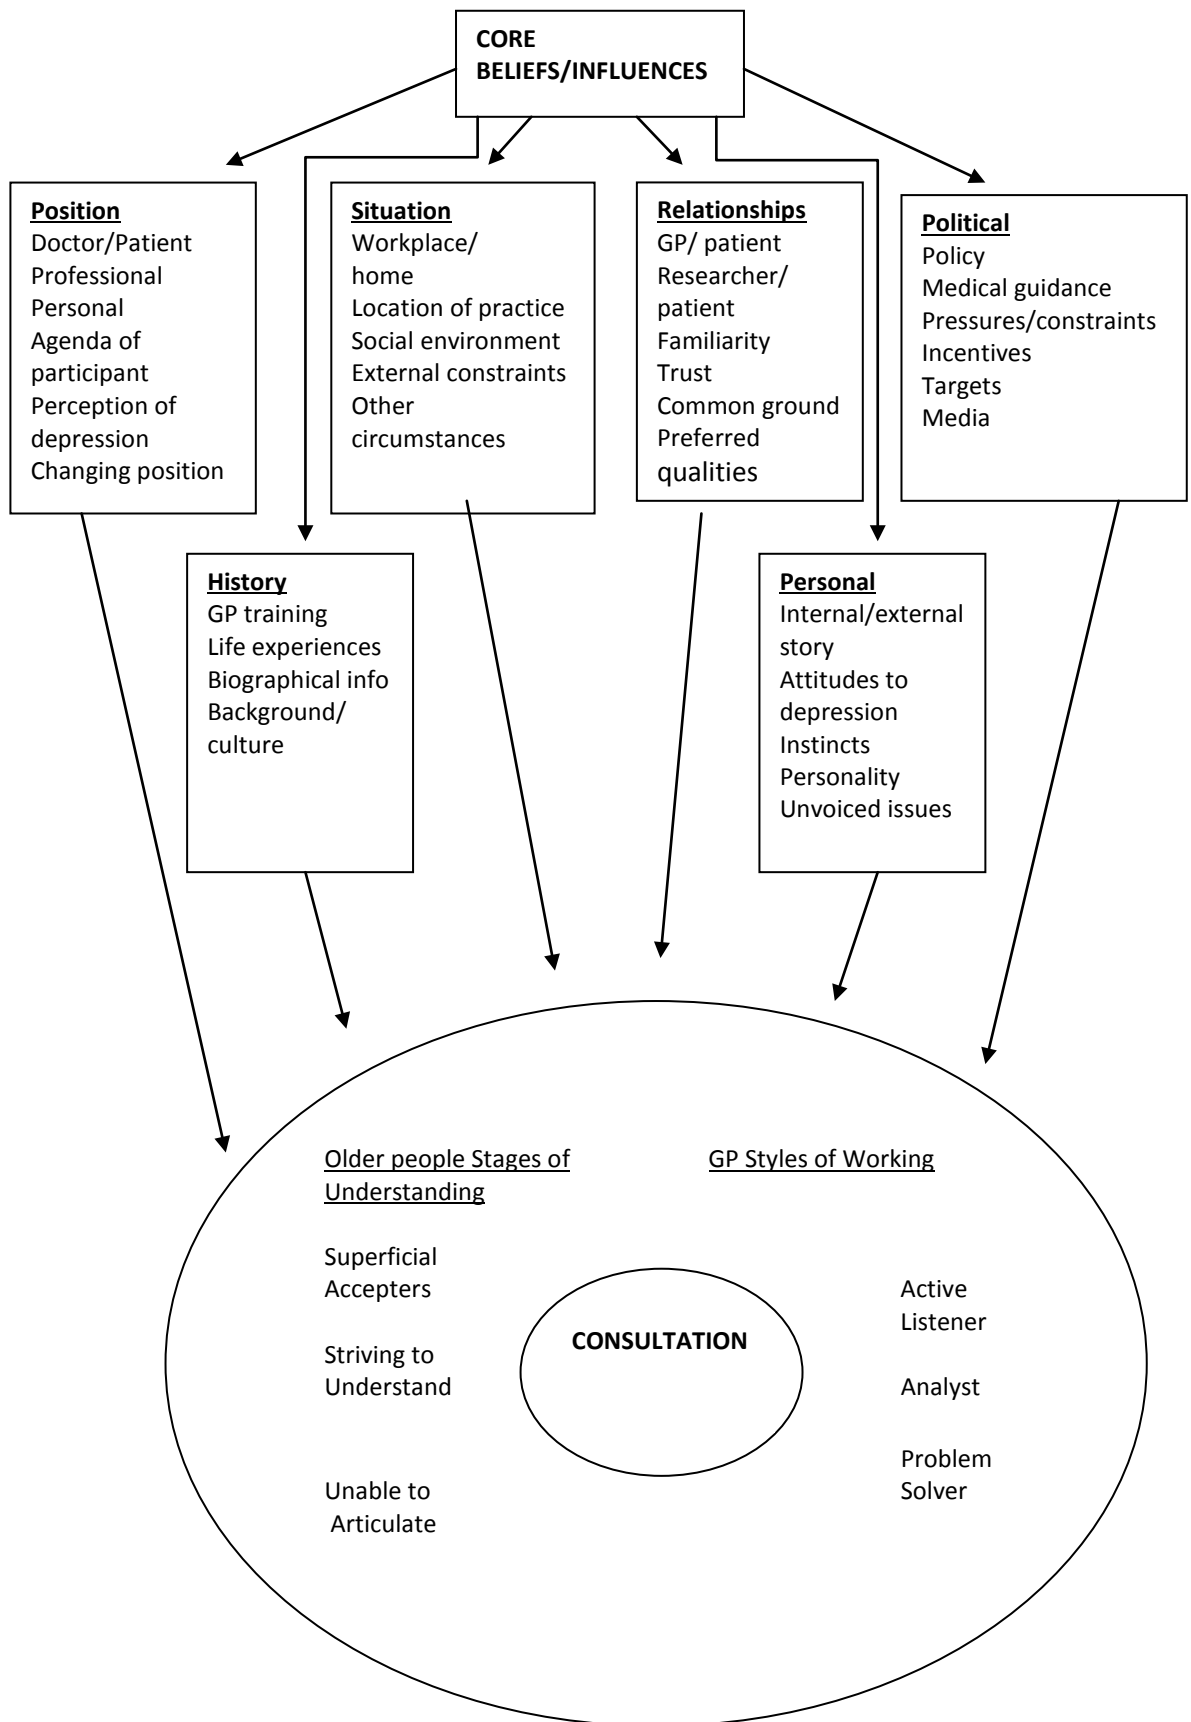 CORE
BELIEFS/INFLUENCES
Position
Doctor/Patient
Professional
Personal
Agenda of
participant
Perception of
depression
Changing position
Situation
Workplace/
home
Location of practice
Social environment
External constraints
Other
circumstances
Relationships
GP/ patient
Researcher/
patient
Familiarity
Trust
Common ground
Preferred
qualities
Political
Policy
Medical guidance
Pressures/constraints
Incentives
Targets
Media
History
GP training
Life experiences
Biographical info
Background/
culture
Personal
Internal/external
story
Attitudes to
depression
Instincts
Personality
Unvoiced issues
Older people Stages of
Understanding
Superficial
Accepters
Striving to
Understand
Unable to
Articulate
CONSULTATION
GP Styles of Working
Active
Listener
Analyst
Problem
Solver